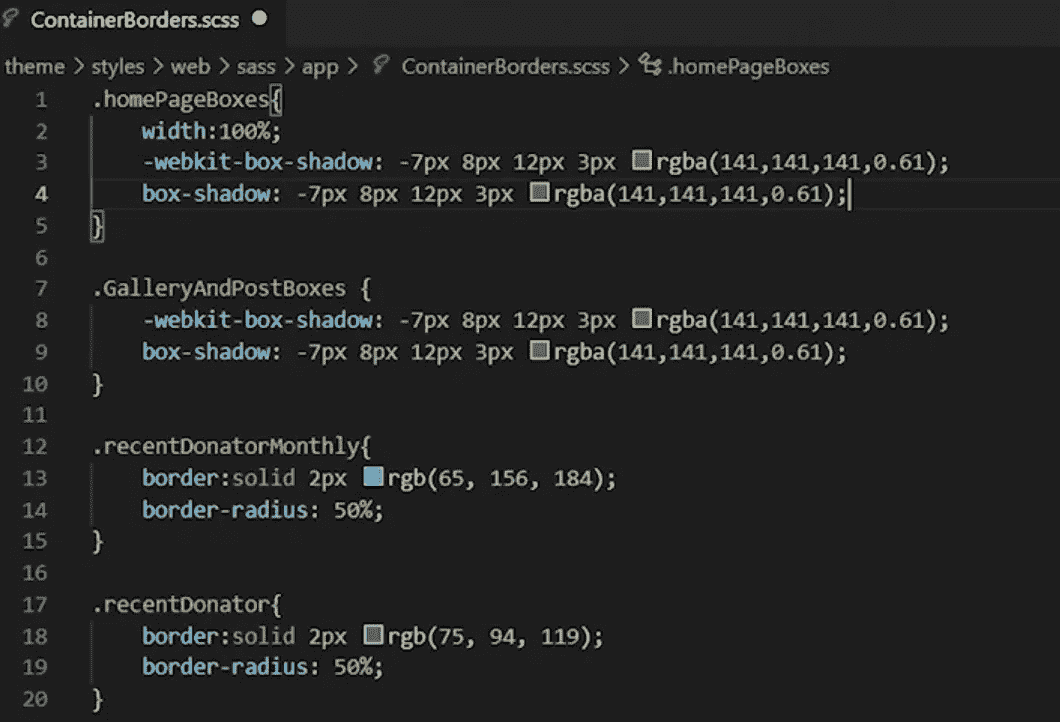 ContainerBorders.scss
theme > styles > web > sass > app > ContainerBorders.scss > .homePageBoxes
1 .homePageBoxes{
2 width:100%;
3 -webkit-box-shadow: -7px 8px 12px 3px rgba(141,141,141,0.61);
4 box-shadow: -7px 8px 12px 3px rgba(141,141,141,0.61);
5 }
6
7 .GalleryAndPostBoxes {
8 -webkit-box-shadow: -7px 8px 12px 3px rgba(141,141,141,0.61);
9 box-shadow: -7px 8px 12px 3px rgba(141,141,141,0.61);
10 }
11
12 .recentDonatorMonthly{
13 border:solid 2px rgb(65, 156, 184);
14 border-radius: 50%;
15 }
16
17 .recentDonator{
18 border:solid 2px rgb(75, 94, 119);
19 border-radius: 50%;
20 }